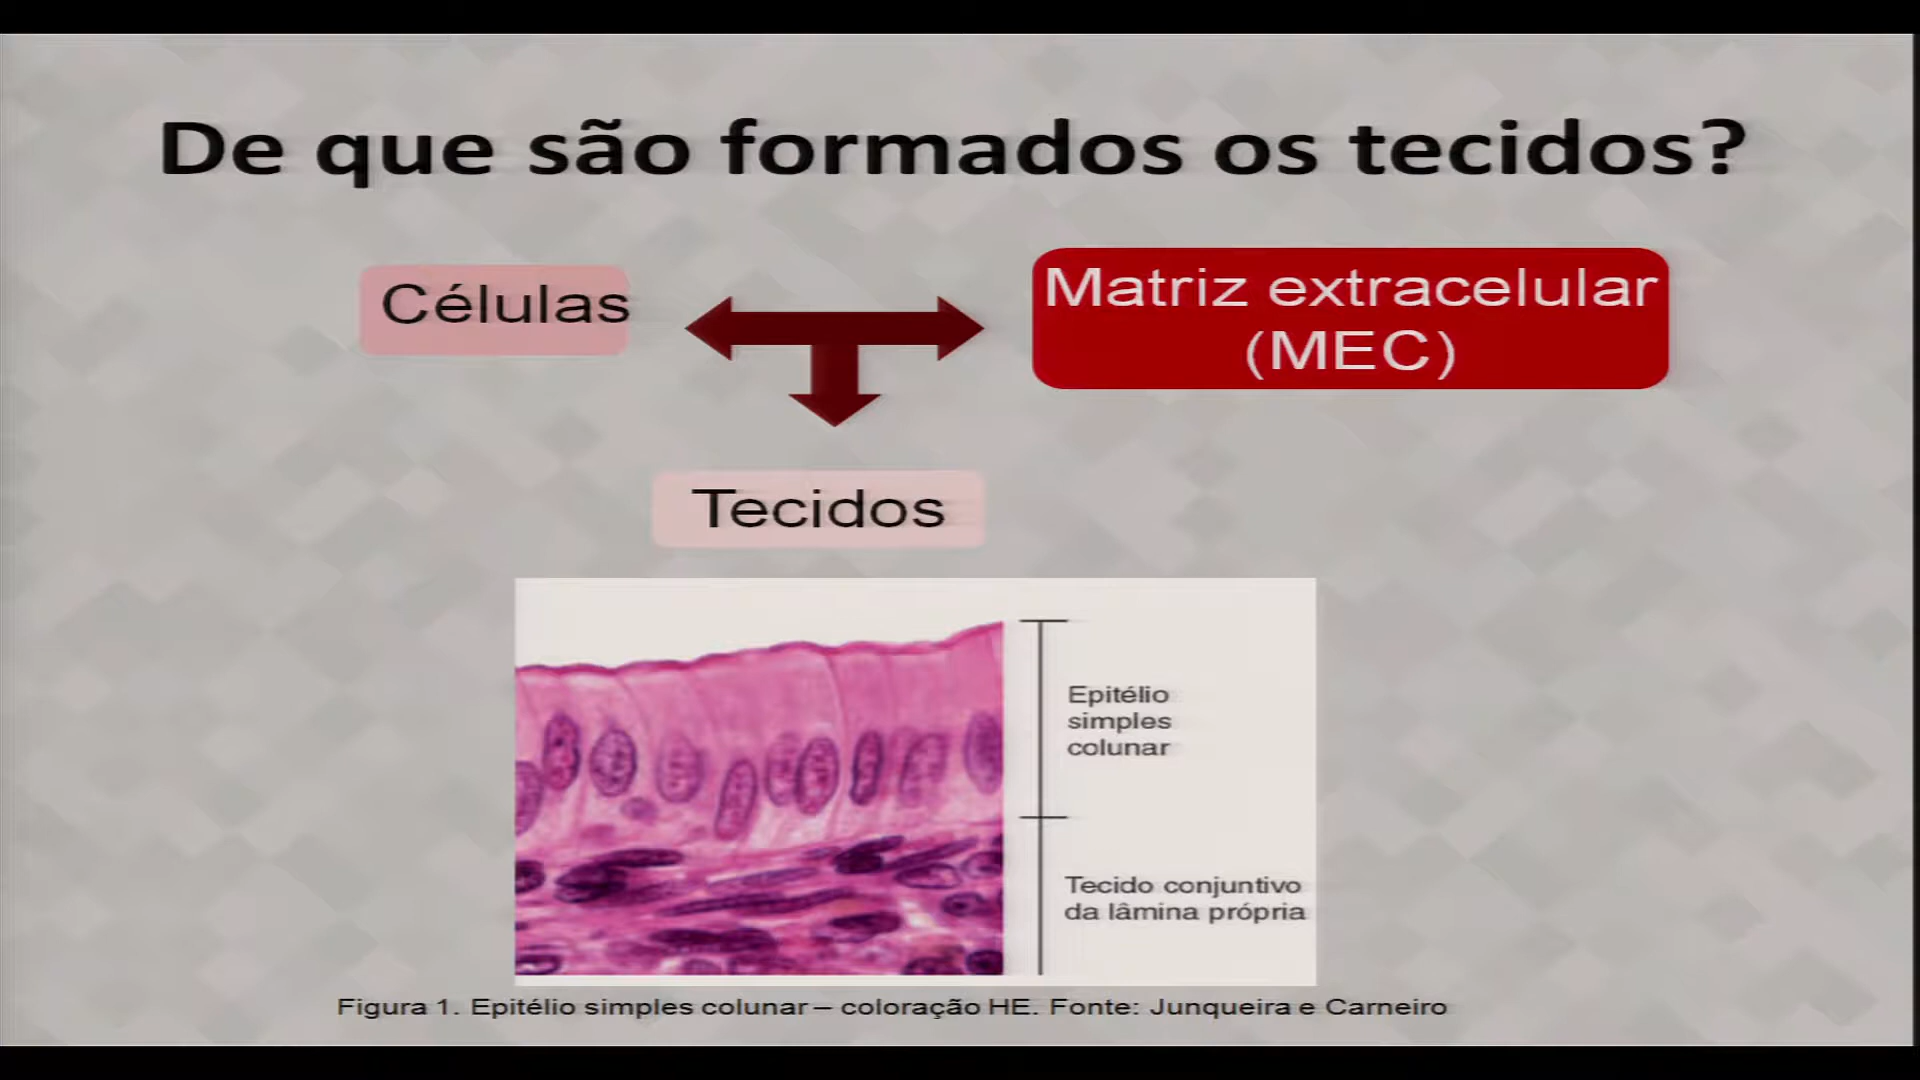 De que são formados os tecidos?
Células
Matriz extracelular
(MEC)
Tecidos
Epitélio
simples
colunar
Tecido conjuntivo
da lâmina própria
Figura 1. Epitélio simples colunar – coloração HE. Fonte: Junqueira e Carneiro